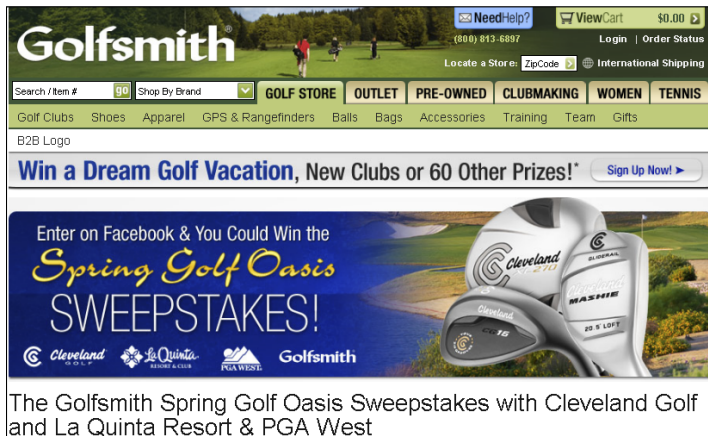 Golfsmith®
NeedHelp?
ViewCart $0.00
(800) 813-6897
Login | Order Status
Locate a Store: ZipCode
International Shipping
Search / Item # go
Shop By Brand
GOLF STORE OUTLET PRE-OWNED CLUBMAKING WOMEN TENNIS
Golf Clubs Shoes Apparel GPS & Rangefinders Balls Bags Accessories Training Team Gifts
B2B Logo
Win a Dream Golf Vacation, New Clubs or 60 Other Prizes!* Sign Up Now!
Enter on Facebook & You Could Win the
Spring Golf Oasis
SWEEPSTAKES!
Cleveland
GOLF
La Quinta
RESORT & CLUB
PGA WEST
Golfsmith
Cleveland
270
GLIDERAIL
MASHIE
20.5° LOFT
Cleveland
CG16
The Golfsmith Spring Golf Oasis Sweepstakes with Cleveland Golf
and La Quinta Resort & PGA West